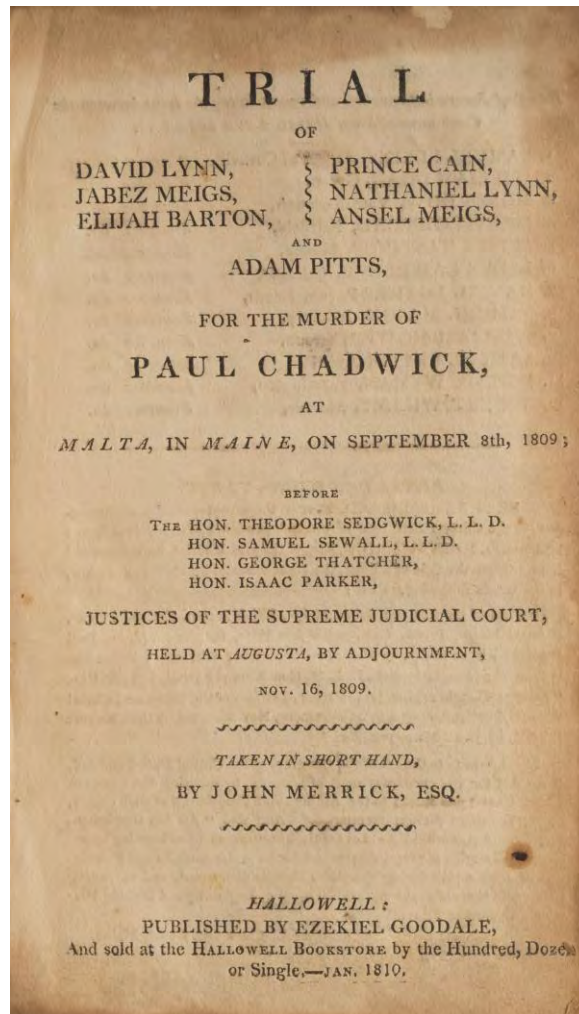 TRIAL
OF
DAVID LYNN, PRINCE CAIN,
JABEZ MEIGS, NATHANIEL LYNN,
ELIJAH BARTON, ANSEL MEIGS,
AND
ADAM PITTS,
FOR THE MURDER OF
PAUL CHADWICK,
AT
MALTA, IN MAINE, ON SEPTEMBER 8th, 1809;
BEFORE
THE HON. THEODORE SEDGWICK, L. L. D.
HON. SAMUEL SEWALL, L. L. D.
HON. GEORGE THATCHER,
HON. ISAAC PARKER,
JUSTICES OF THE SUPREME JUDICIAL COURT,
HELD AT AUGUSTA, BY ADJOURNMENT,
NOV. 16, 1809.
TAKEN IN SHORT HAND,
BY JOHN MERRICK, ESQ.
HALLOWELL:
PUBLISHED BY EZEKIEL GOODALE,
And sold at the HALLOWELL BOOKSTORE by the Hundred, Dozen
or Single,—JAN. 1810.